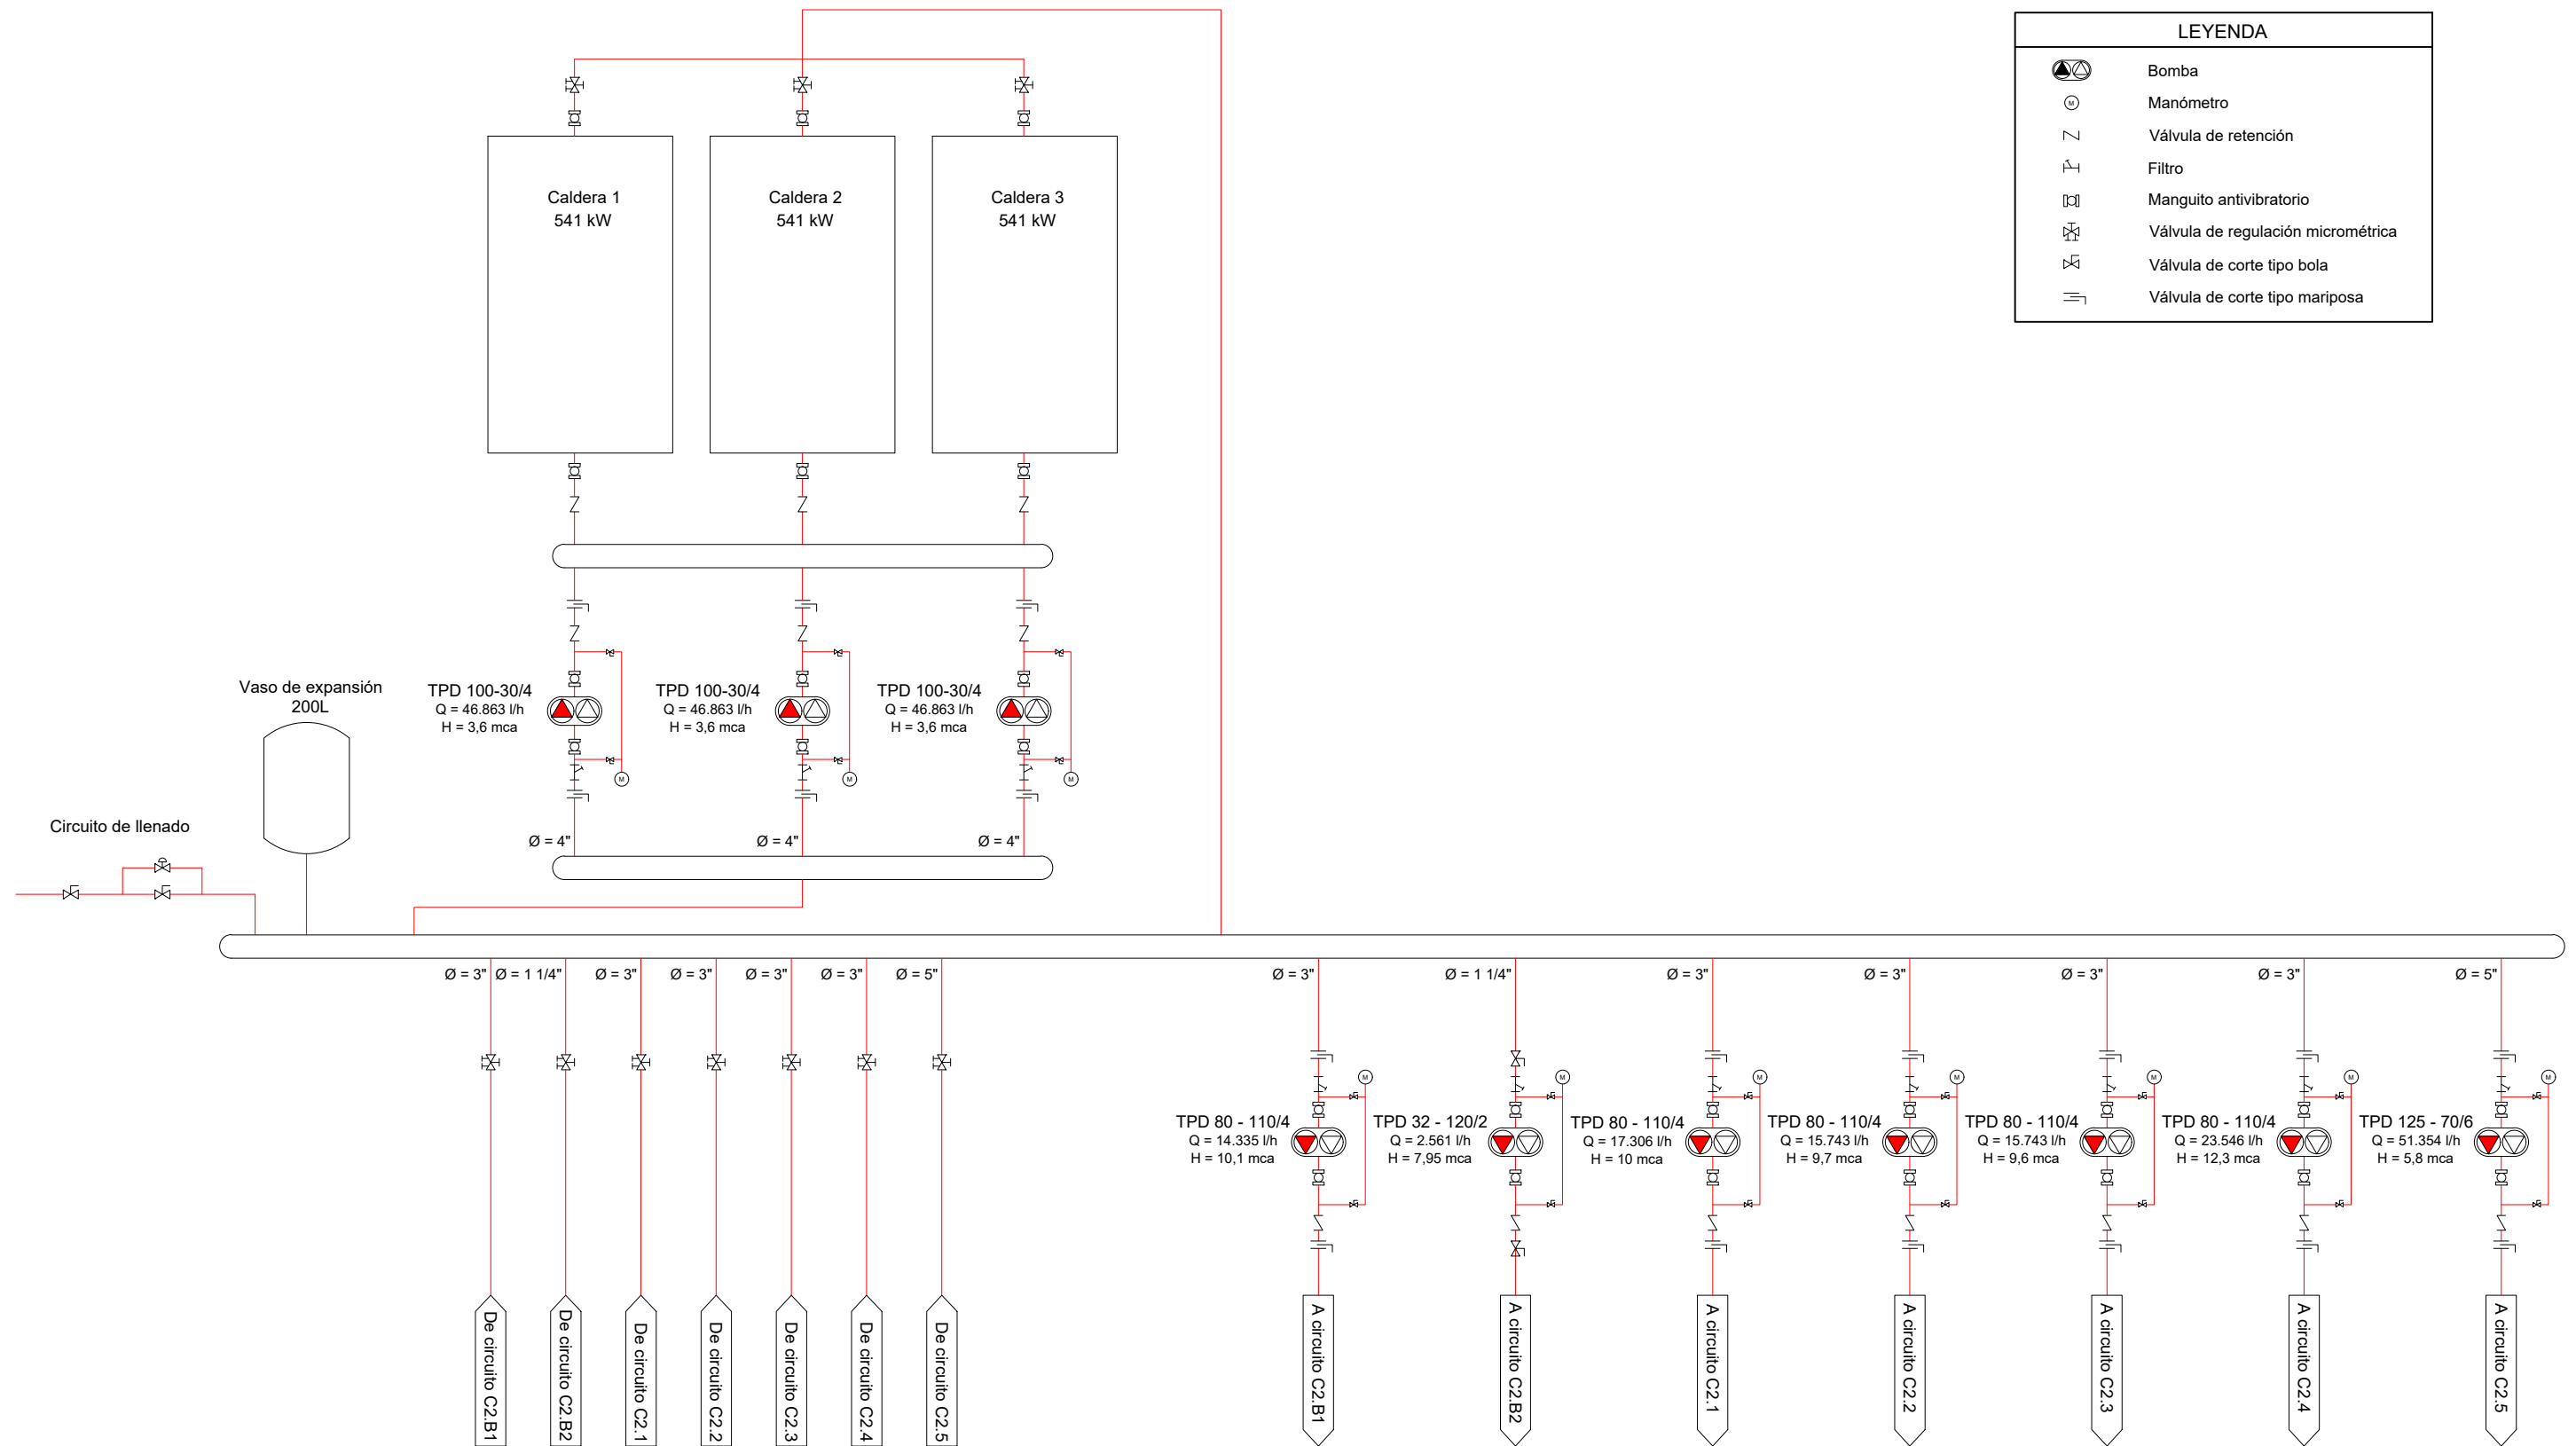 LEYENDA
Bomba
M
Manómetro
Válvula de retención
Filtro
Manguito antivibratorio
Válvula de regulación micrométrica
Válvula de corte tipo bola
Válvula de corte tipo mariposa
Caldera 1
541 kW
Caldera 2
541 kW
Caldera 3
541 kW
Vaso de expansión
200L
TPD 100-30/4
Q = 46.863 l/h
H = 3,6 mca
M
TPD 100-30/4
Q = 46.863 l/h
H = 3,6 mca
M
TPD 100-30/4
Q = 46.863 l/h
H = 3,6 mca
M
Circuito de llenado
Ø = 4"
Ø = 4"
Ø = 4"
Ø = 3"
Ø = 1 1/4"
Ø = 3"
Ø = 3"
Ø = 3"
Ø = 3"
Ø = 5"
Ø = 3"
Ø = 1 1/4"
Ø = 3"
Ø = 3"
Ø = 3"
Ø = 3"
Ø = 5"
M
M
M
M
M
M
M
TPD 80 - 110/4
Q = 14.335 l/h
H = 10,1 mca
TPD 32 - 120/2
Q = 2.561 l/h
H = 7,95 mca
TPD 80 - 110/4
Q = 17.306 l/h
H = 10 mca
TPD 80 - 110/4
Q = 15.743 l/h
H = 9,7 mca
TPD 80 - 110/4
Q = 15.743 l/h
H = 9,6 mca
TPD 80 - 110/4
Q = 23.546 l/h
H = 12,3 mca
TPD 125 - 70/6
Q = 51.354 l/h
H = 5,8 mca
De circuito C2.B1
De circuito C2.B2
De circuito C2.1
De circuito C2.2
De circuito C2.3
De circuito C2.4
De circuito C2.5
A circuito C2.B1
A circuito C2.B2
A circuito C2.1
A circuito C2.2
A circuito C2.3
A circuito C2.4
A circuito C2.5